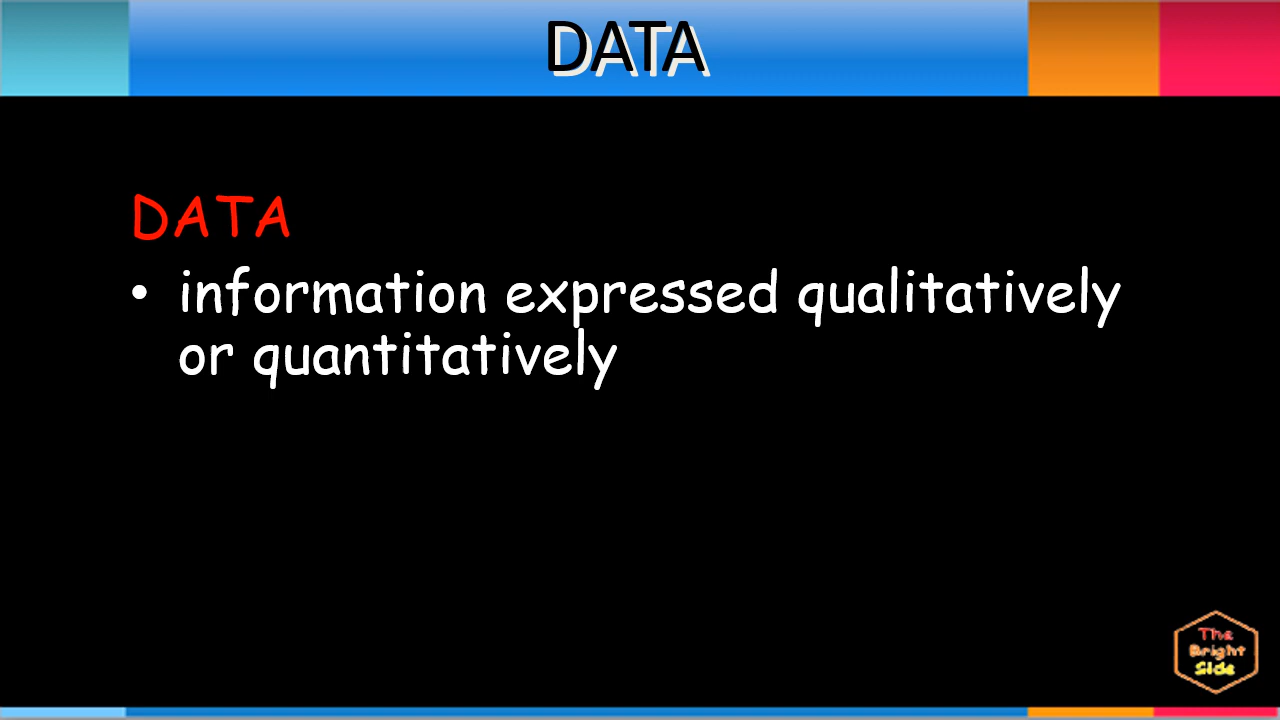 DATA
DATA
• information expressed qualitatively
or quantitatively
The
Bright
Side